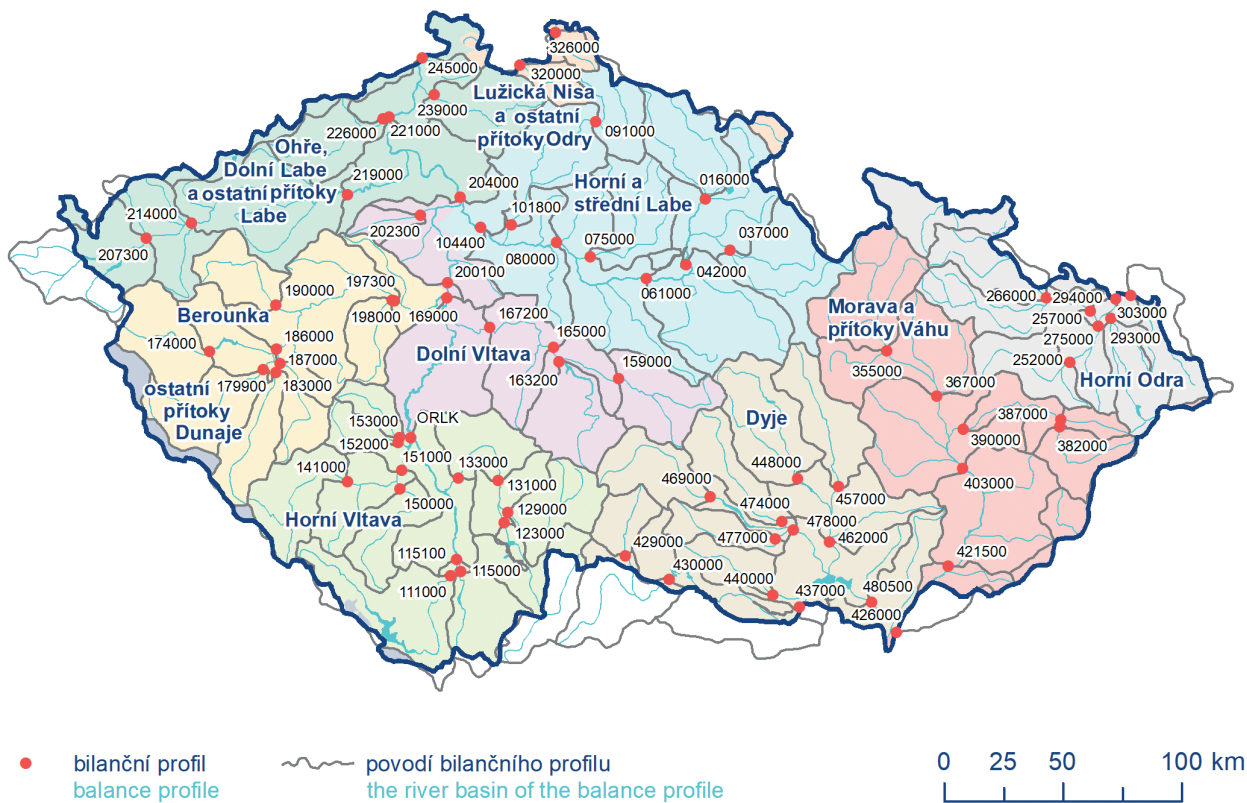 326000
245000
320000
239000
Lužická Nisa
a ostatní
přítoky Odry
226000
221000
091000
Ohře,
Dolní Labe
a ostatní přítoky
Labe
219000
204000
Horní a
střední Labe
016000
214000
101800
202300
037000
207300
104400
075000
080000
042000
200100
061000
197300
190000
266000
294000
303000
Berounka
198000
169000
167200
Morava a
přítoky Váhu
257000
275000
293000
186000
165000
174000
187000
Dolní Vltava
159000
355000
252000
179900
183000
163200
Horní Odra
ostatní
přítoky
Dunaje
367000
387000
153000
ORLK
Dyje
152000
390000
382000
151000
133000
448000
141000
131000
469000
457000
403000
150000
129000
474000
Horní Vltava
123000
478000
477000
462000
429000
115100
421500
115000
430000
111000
440000
437000
480500
426000
bilanční profil
balance profile
povodí bilančního profilu
the river basin of the balance profile
0 25 50 100 km